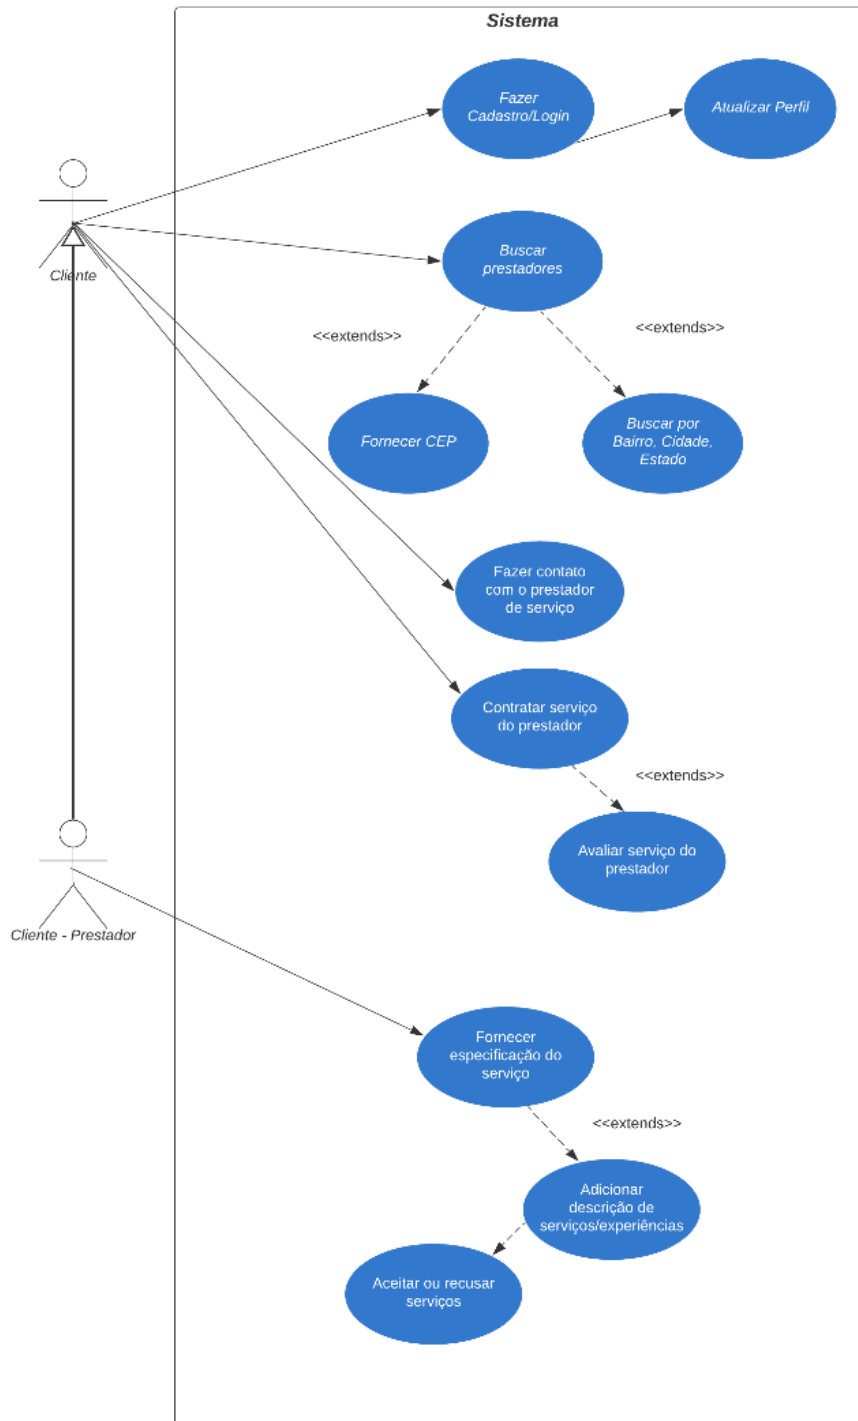 Sistema
Fazer
Cadastro/Login
Atualizar Perfil
Cliente
Buscar
prestadores
<<extends>>
<<extends>>
Fornecer CEP
Buscar por
Bairro, Cidade,
Estado
Fazer contato
com o prestador
de serviço
Contratar serviço
do prestador
<<extends>>
Avaliar serviço do
prestador
Cliente - Prestador
Fornecer
especificação do
serviço
<<extends>>
Adicionar
descrição de
serviços/experiências
Aceitar ou recusar
serviços